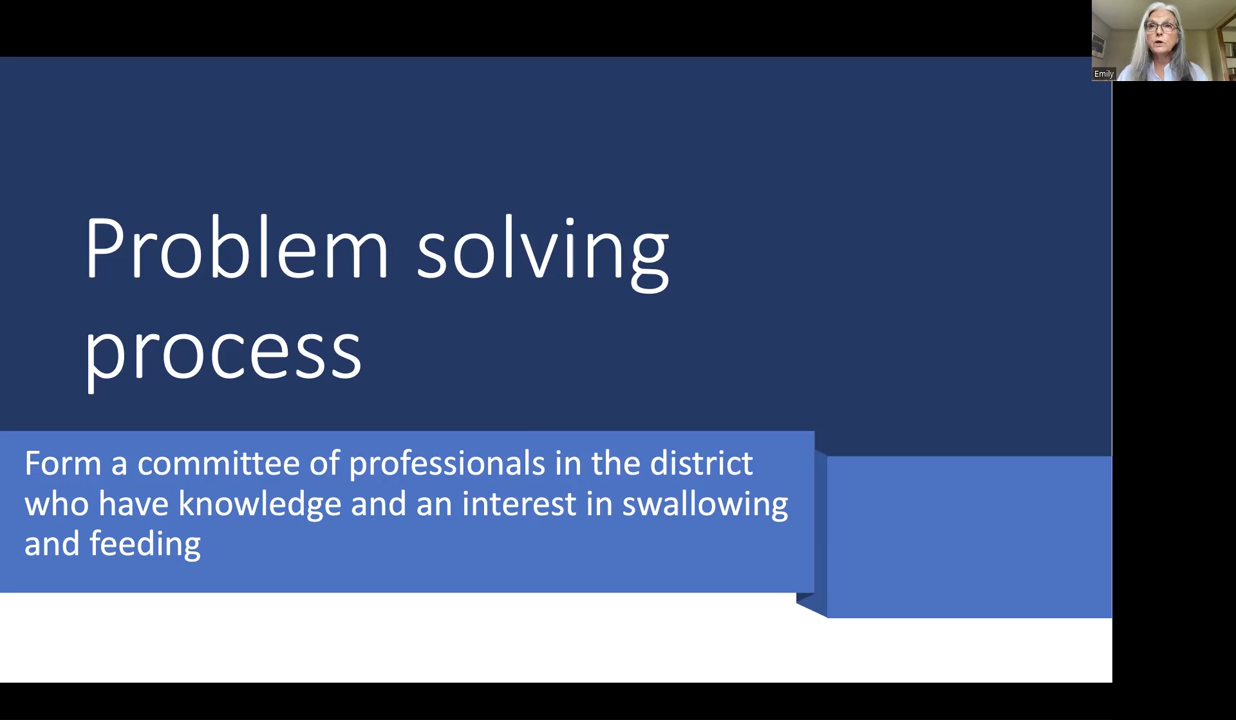 Emily
Problem solving
process
Form a committee of professionals in the district
who have knowledge and an interest in swallowing
and feeding